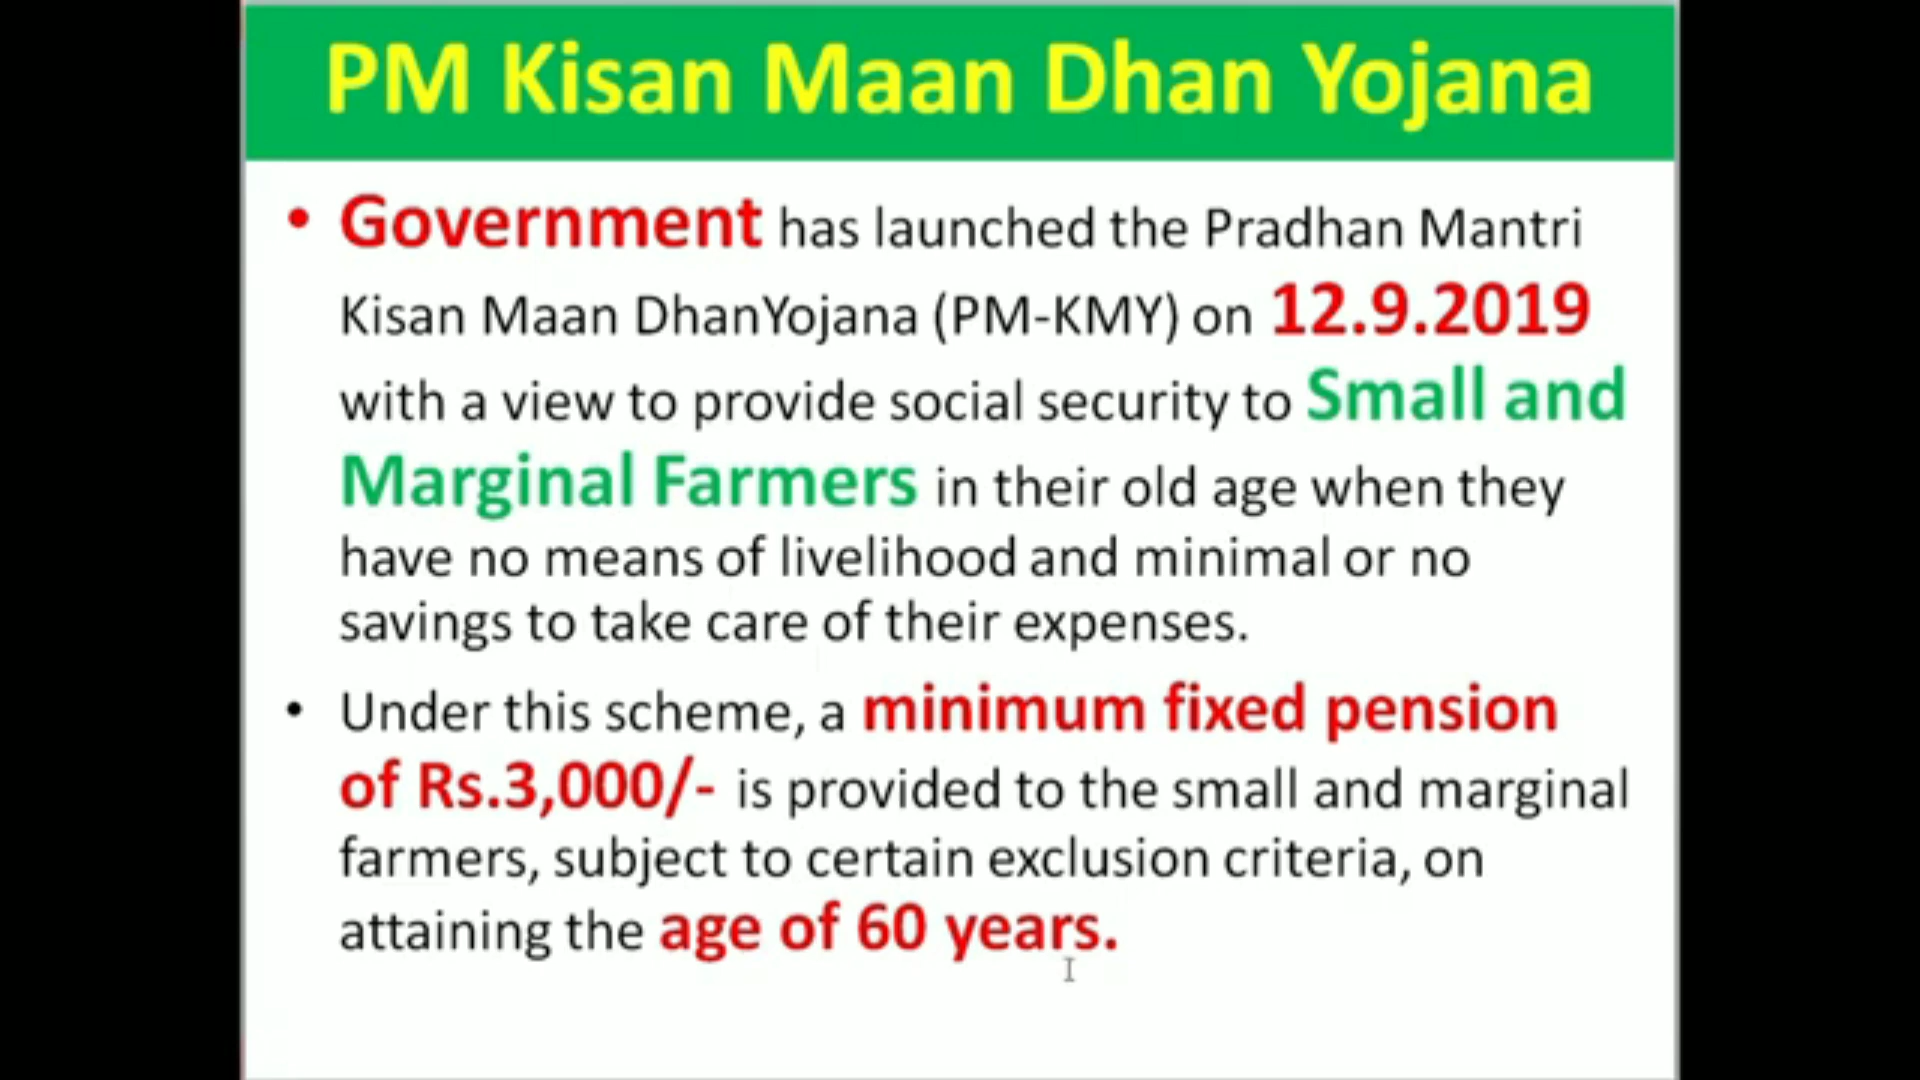 PM Kisan Maan Dhan Yojana
• Government has launched the Pradhan Mantri
Kisan Maan DhanYojana (PM-KMY) on 12.9.2019
with a view to provide social security to Small and
Marginal Farmers in their old age when they
have no means of livelihood and minimal or no
savings to take care of their expenses.
• Under this scheme, a minimum fixed pension
of Rs.3,000/- is provided to the small and marginal
farmers, subject to certain exclusion criteria, on
attaining the age of 60 years.